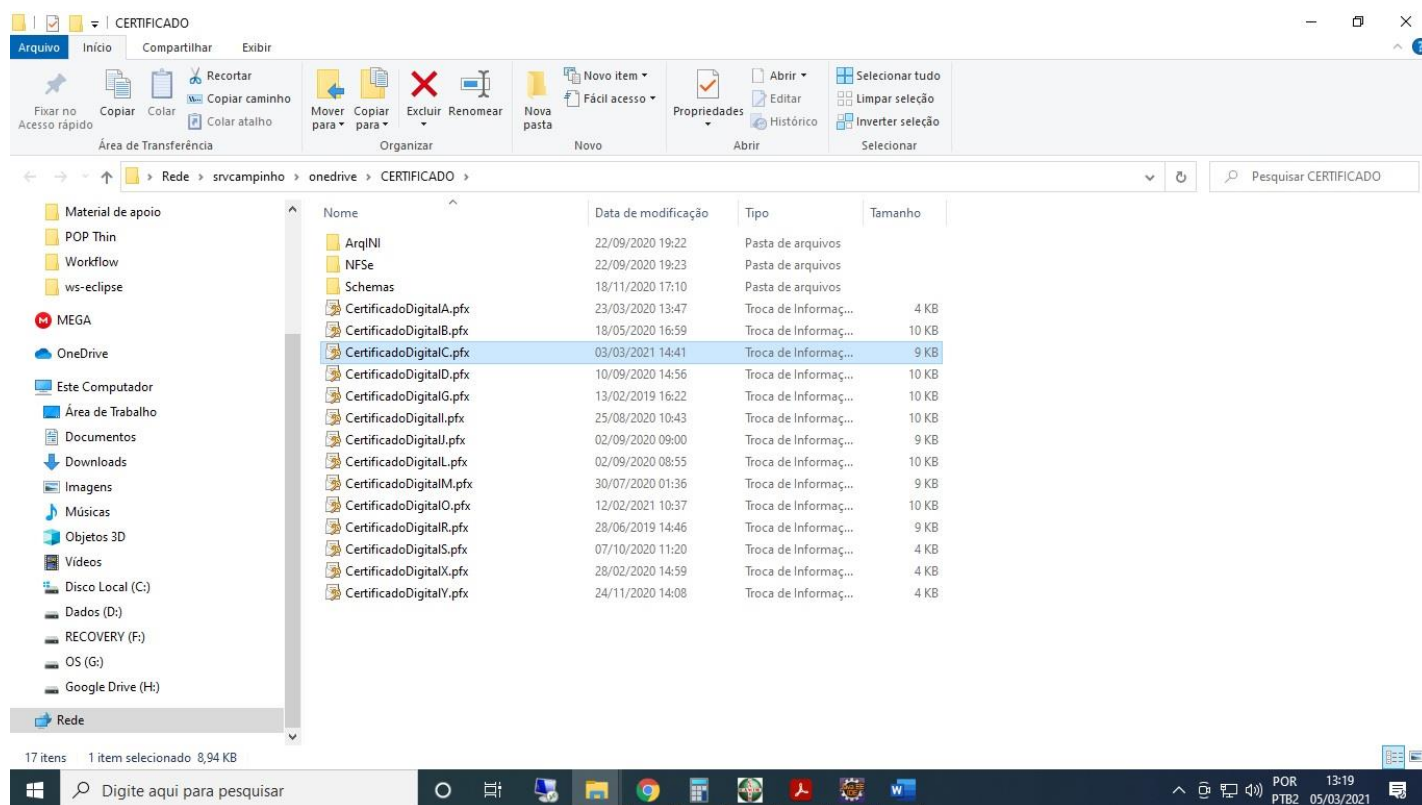 CERTIFICADO
Arquivo Início Compartilhar Exibir
Fixar no Acesso rápido
Copiar
Colar
Recortar
Copiar caminho
Colar atalho
Mover para
Copiar para
Excluir
Renomear
Nova pasta
Novo item
Fácil acesso
Propriedades
Abrir
Editar
Histórico
Selecionar tudo
Limpar seleção
Inverter seleção
Área de Transferência Organizar Novo Abrir Selecionar
Rede > srvcampinho > onedrive > CERTIFICADO > Pesquisar CERTIFICADO
Material de apoio
POP Thin
Workflow
ws-eclipse
MEGA
OneDrive
Este Computador
Área de Trabalho
Documentos
Downloads
Imagens
Músicas
Objetos 3D
Vídeos
Disco Local (C:)
Dados (D:)
RECOVERY (F:)
OS (G:)
Google Drive (H:)
Rede
Nome Data de modificação Tipo Tamanho
ArqINI 22/09/2020 19:22 Pasta de arquivos
NFSe 22/09/2020 19:23 Pasta de arquivos
Schemas 18/11/2020 17:10 Pasta de arquivos
CertificadoDigitalA.pfx 23/03/2020 13:47 Troca de Informaç... 4 KB
CertificadoDigitalB.pfx 18/05/2020 16:59 Troca de Informaç... 10 KB
CertificadoDigitalC.pfx 03/03/2021 14:41 Troca de Informaç... 9 KB
CertificadoDigitalD.pfx 10/09/2020 14:56 Troca de Informaç... 10 KB
CertificadoDigitalG.pfx 13/02/2019 16:22 Troca de Informaç... 10 KB
CertificadoDigitalI.pfx 25/08/2020 10:43 Troca de Informaç... 10 KB
CertificadoDigitalJ.pfx 02/09/2020 09:00 Troca de Informaç... 9 KB
CertificadoDigitalL.pfx 02/09/2020 08:55 Troca de Informaç... 10 KB
CertificadoDigitalM.pfx 30/07/2020 01:36 Troca de Informaç... 9 KB
CertificadoDigitalO.pfx 12/02/2021 10:37 Troca de Informaç... 10 KB
CertificadoDigitalR.pfx 28/06/2019 14:46 Troca de Informaç... 9 KB
CertificadoDigitalS.pfx 07/10/2020 11:20 Troca de Informaç... 4 KB
CertificadoDigitalX.pfx 28/02/2020 14:59 Troca de Informaç... 4 KB
CertificadoDigitalY.pfx 24/11/2020 14:08 Troca de Informaç... 4 KB
17 itens 1 item selecionado 8,94 KB
Digite aqui para pesquisar
POR 13:19
PTB2 05/03/2021